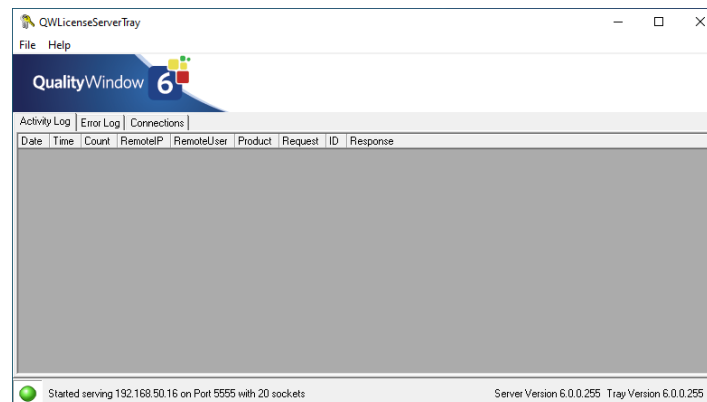 QWLicenseServerTray
File Help
QualityWindow 6
Activity Log Error Log Connections
Date Time Count RemoteIP RemoteUser Product Request ID Response
Started serving 192.168.50.16 on Port 5555 with 20 sockets Server Version 6.0.0.255 Tray Version 6.0.0.255